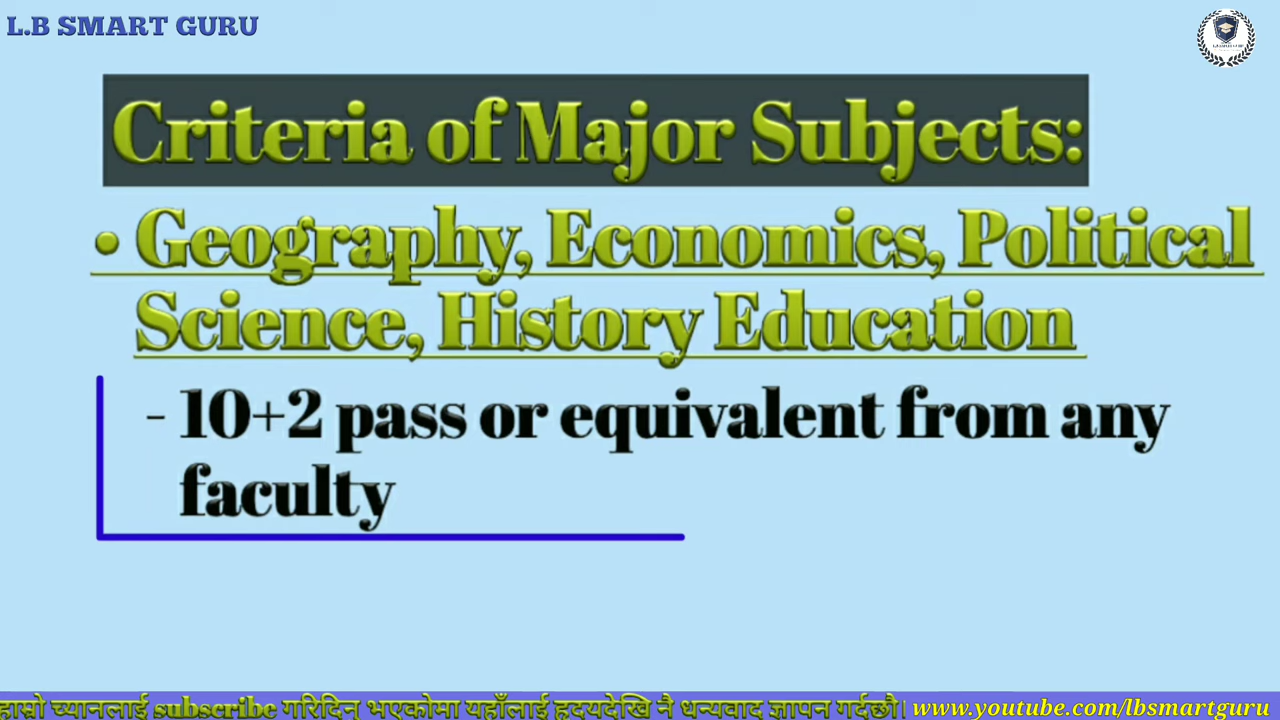 L.B SMART GURU
Criteria of Major Subjects:
• Geography, Economics, Political
Science, History Education
- 10+2 pass or equivalent from any
faculty
हाम्रो च्यानलाई subscribe गरिदिनु भएकोमा यहाँलाई हृदयदेखि नै धन्यवाद ज्ञापन गर्दछौ। www.youtube.com/lbsmartguru